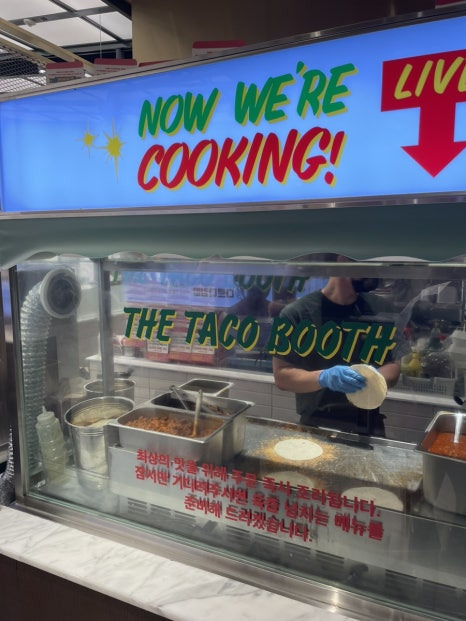 NOW WE'RE
COOKING!
LIVE
THE TACO BOOTH
최상의 맛을 위해 주문 즉시 조리됩니다.
잠시만 기다려주시면 육즙 넘치는 메뉴를
준비해 드리겠습니다.